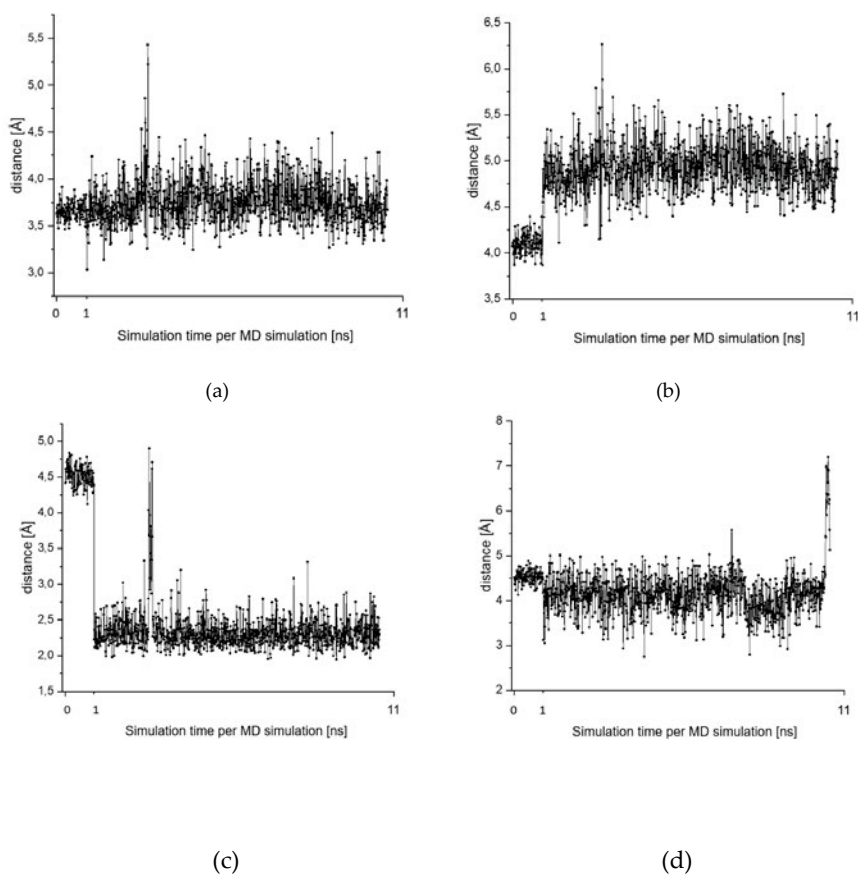 5,5
5,0
4,5
4,0
3,5
3,0
distance [Å]
0 1 11
Simulation time per MD simulation [ns]
(a)
6,5
6,0
5,5
5,0
4,5
4,0
3,5
distance [Å]
0 1 11
Simulation time per MD simulation [ns]
(b)
5,0
4,5
4,0
3,5
3,0
2,5
2,0
1,5
distance [Å]
0 1 11
Simulation time per MD simulation [ns]
8
7
6
5
4
3
2
distance [Å]
0 1 11
Simulation time per MD simulation [ns]
(c)
(d)